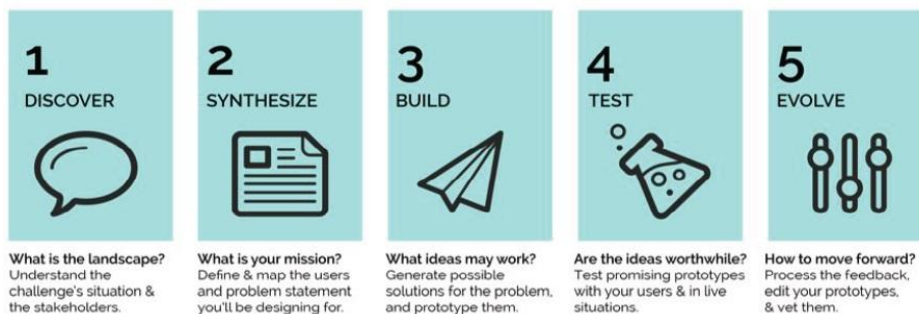 1
DISCOVER
2
SYNTHESIZE
3
BUILD
4
TEST
5
EVOLVE
What is the landscape?
Understand the
challenge's situation &
the stakeholders.
What is your mission?
Define & map the users
and problem statement
you'll be designing for.
What ideas may work?
Generate possible
solutions for the problem,
and prototype them.
Are the ideas worthwhile?
Test promising prototypes
with your users & in live
situations.
How to move forward?
Process the feedback,
edit your prototypes,
& vet them.